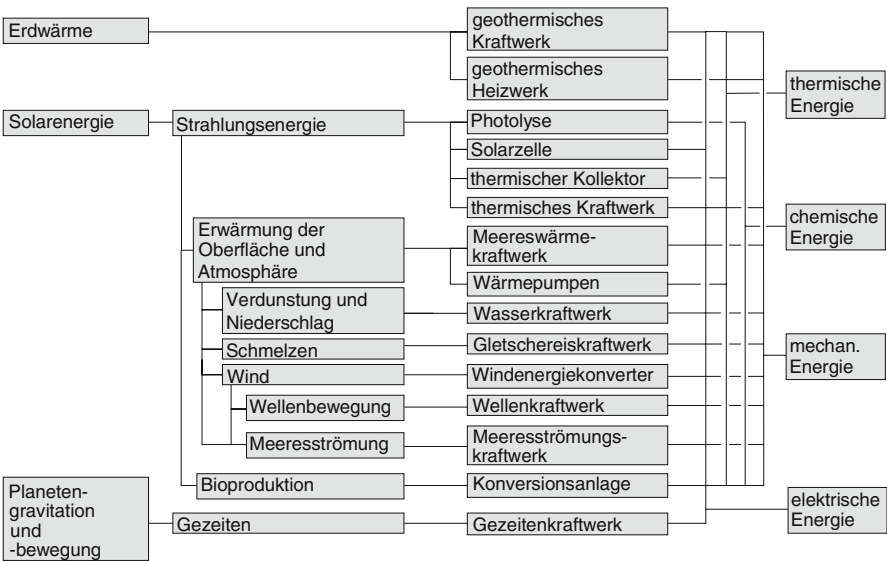 Erdwärme
geothermisches
Kraftwerk
geothermisches
Heizwerk
thermische
Energie
Solarenergie
Strahlungsenergie
Photolyse
Solarzelle
thermischer Kollektor
thermisches Kraftwerk
chemische
Energie
Erwärmung der
Oberfläche und
Atmosphäre
Meereswärme-
kraftwerk
Wärmepumpen
Verdunstung und
Niederschlag
Wasserkraftwerk
Schmelzen
Gletschereiskraftwerk
mechan.
Energie
Wind
Windenergiekonverter
Wellenbewegung
Wellenkraftwerk
Meeresströmung
Meeresströmungs-
kraftwerk
Bioproduktion
Konversionsanlage
Planeten-
gravitation
und
-bewegung
Gezeiten
Gezeitenkraftwerk
elektrische
Energie